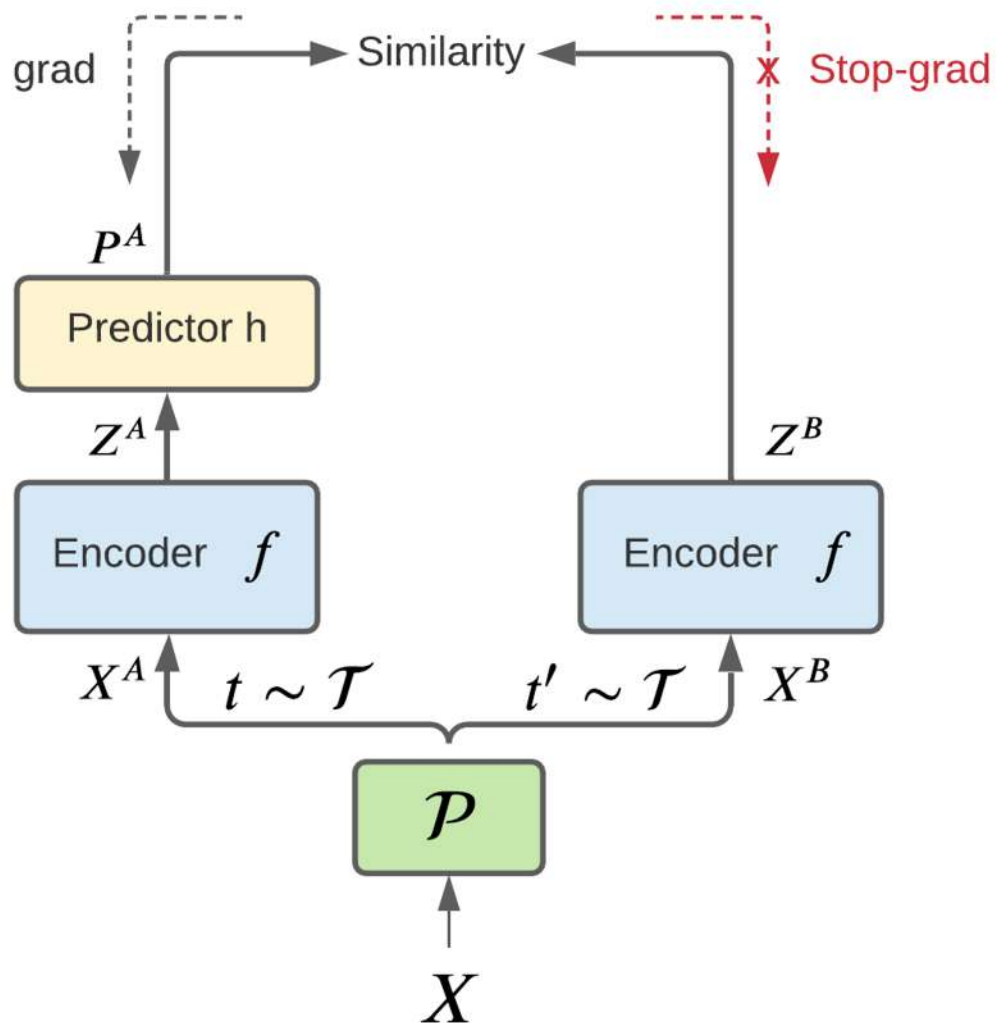 Similarity
grad
x Stop-grad
P^A
Predictor h
Z^A
Z^B
Encoder f
Encoder f
X^A
t ~ 𝒯
t′ ~ 𝒯
X^B
𝒫
X